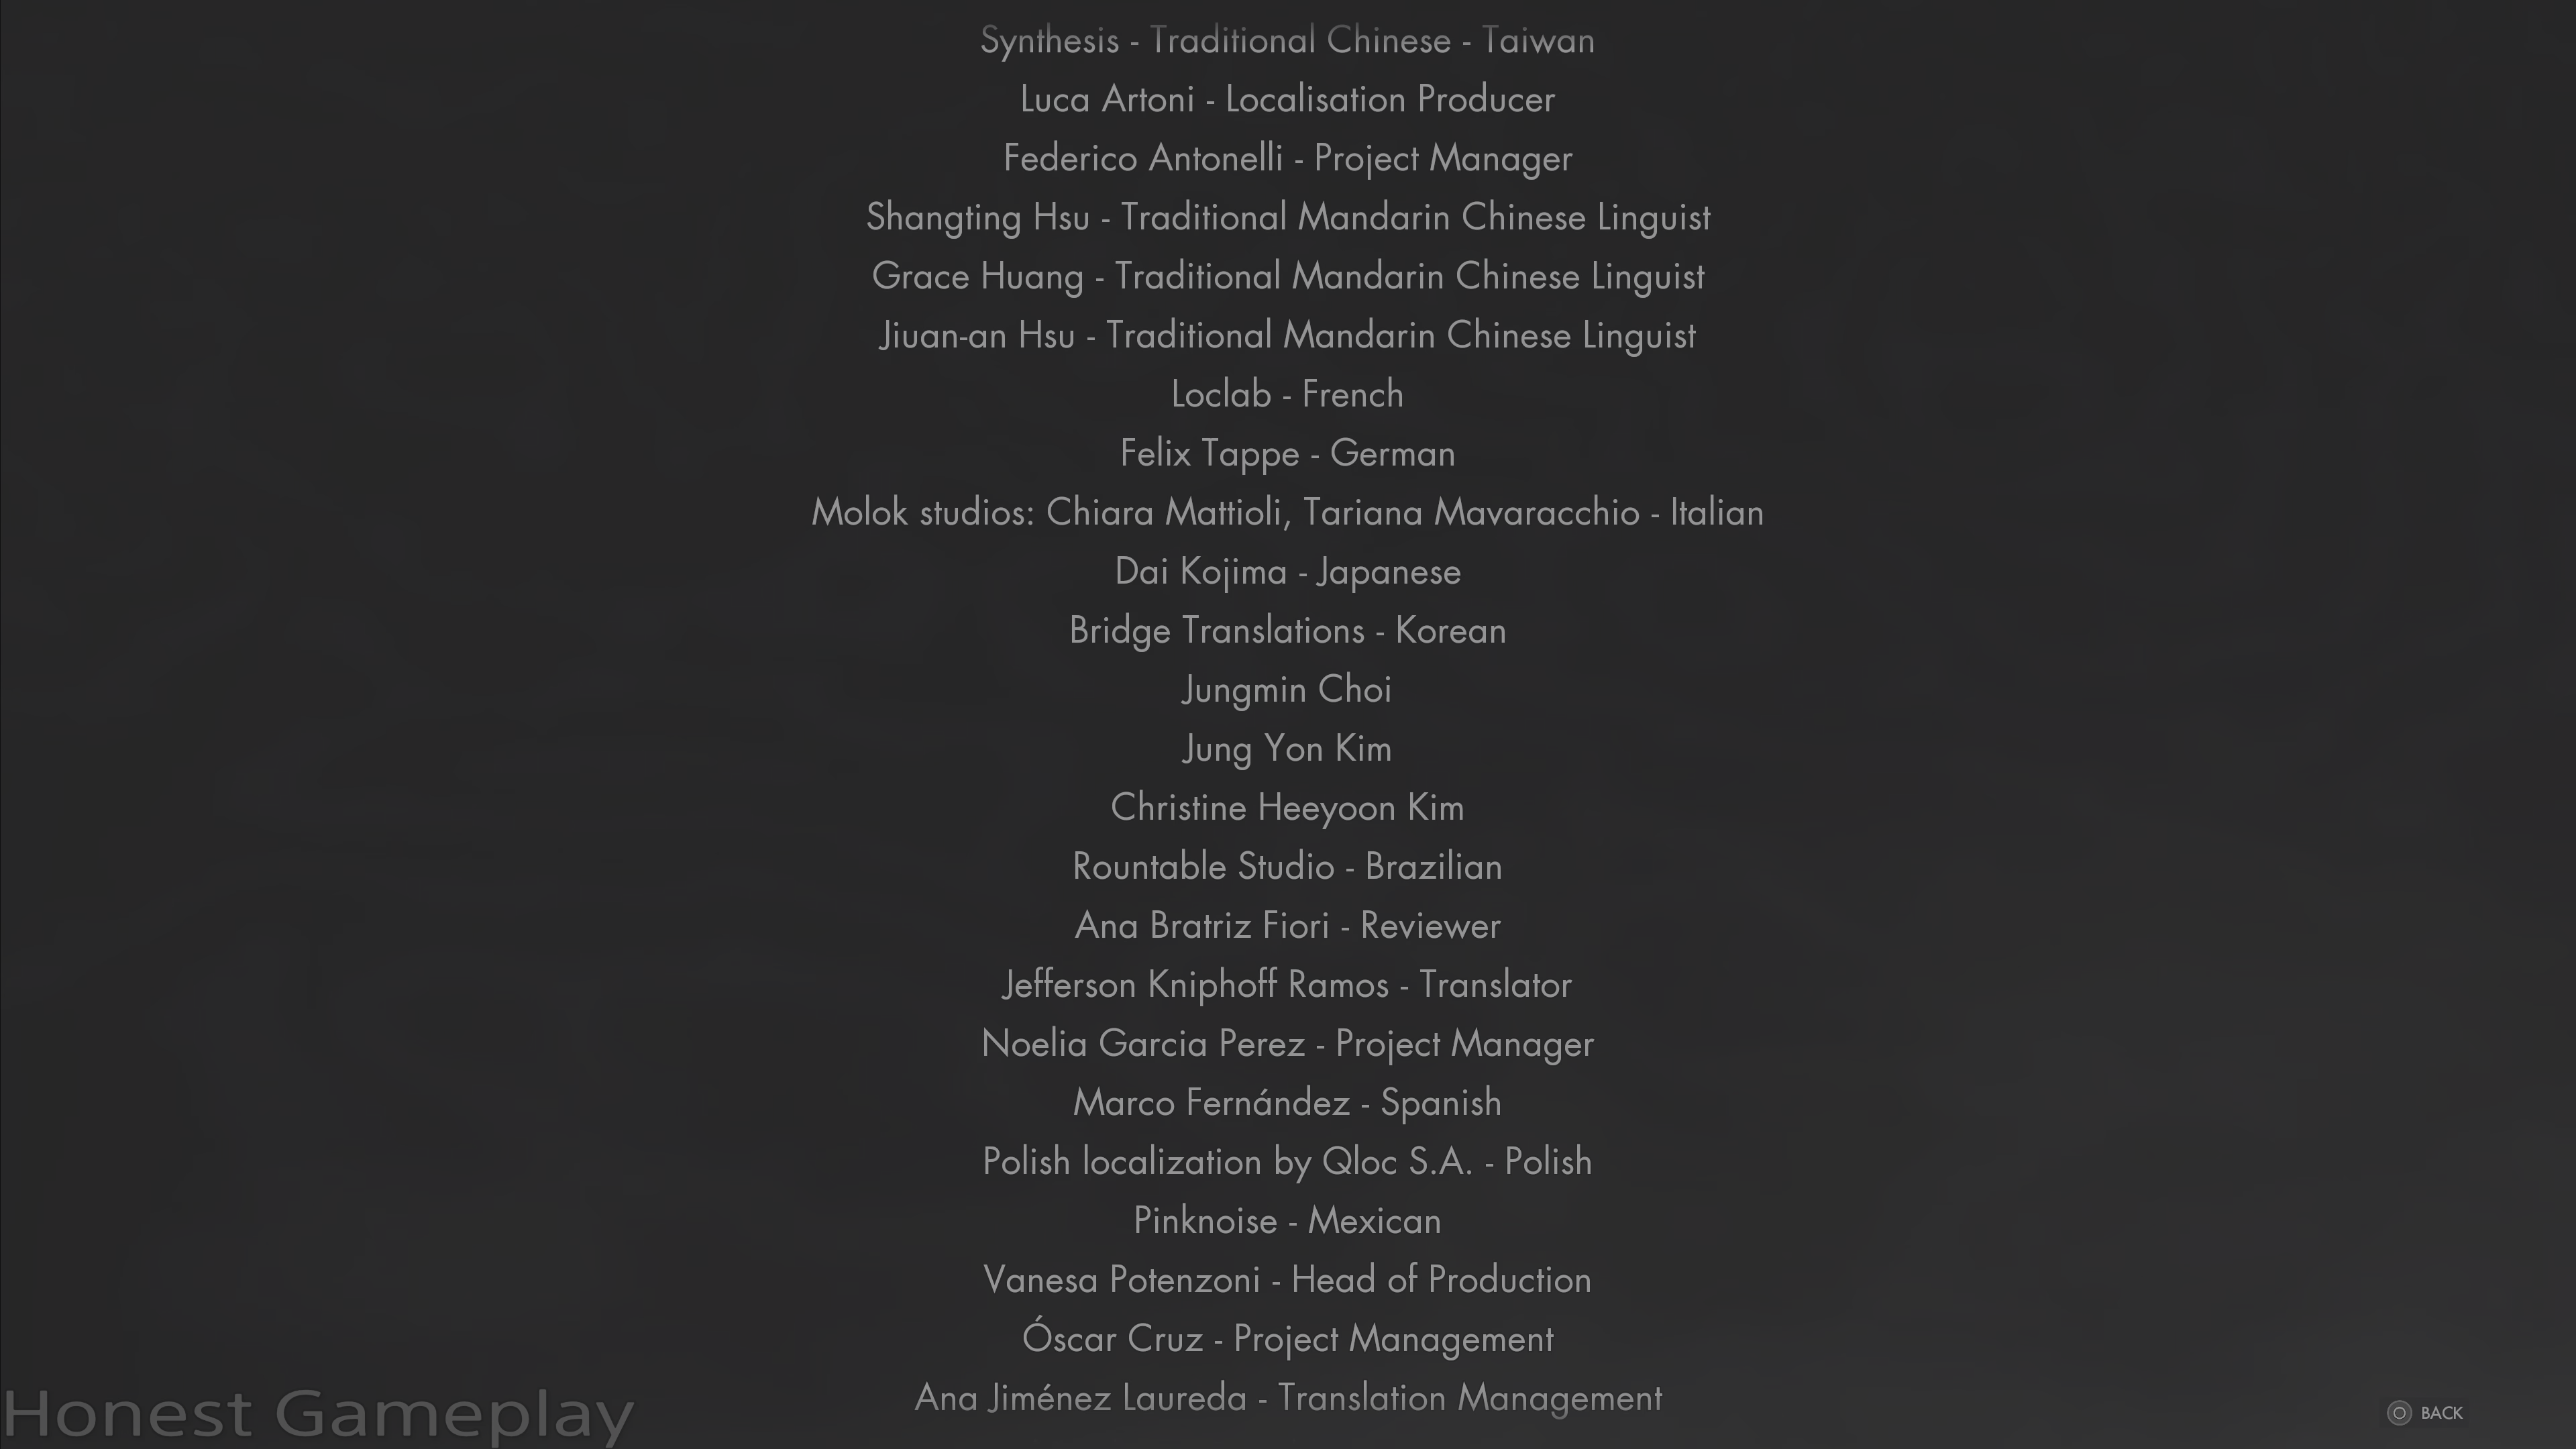 Synthesis - Traditional Chinese - Taiwan
Luca Artoni - Localisation Producer
Federico Antonelli - Project Manager
Shangting Hsu - Traditional Mandarin Chinese Linguist
Grace Huang - Traditional Mandarin Chinese Linguist
Jiuan-an Hsu - Traditional Mandarin Chinese Linguist
Loclab - French
Felix Tappe - German
Molok studios: Chiara Mattioli, Tariana Mavaracchio - Italian
Dai Kojima - Japanese
Bridge Translations - Korean
Jungmin Choi
Jung Yon Kim
Christine Heeyoon Kim
Rountable Studio - Brazilian
Ana Bratriz Fiori - Reviewer
Jefferson Kniphoff Ramos - Translator
Noelia Garcia Perez - Project Manager
Marco Fernández - Spanish
Polish localization by Qloc S.A. - Polish
Pinknoise - Mexican
Vanesa Potenzoni - Head of Production
Óscar Cruz - Project Management
Ana Jiménez Laureda - Translation Management
Honest Gameplay
BACK